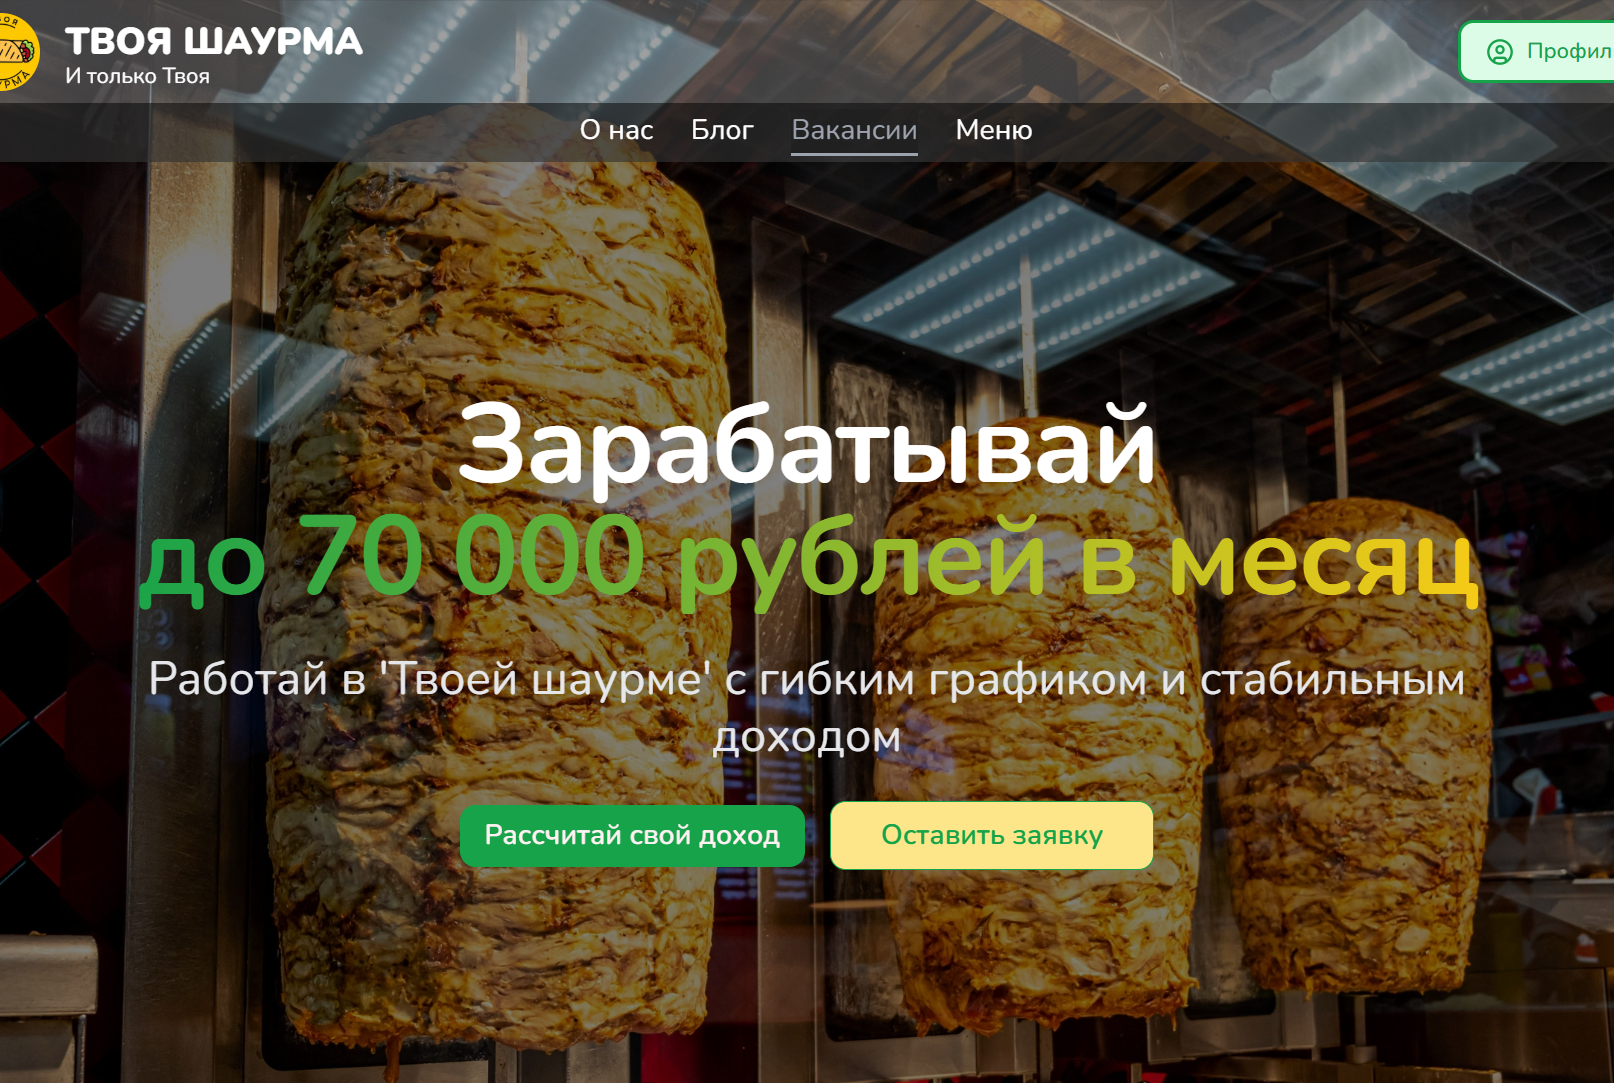 ТВОЯ ШАУРМА
И только Твоя
О нас Блог Вакансии Меню
Зарабатывай
до 70 000 рублей в месяц
Работай в 'Твоей шаурме' с гибким графиком и стабильным
доходом
Рассчитай свой доход Оставить заявку